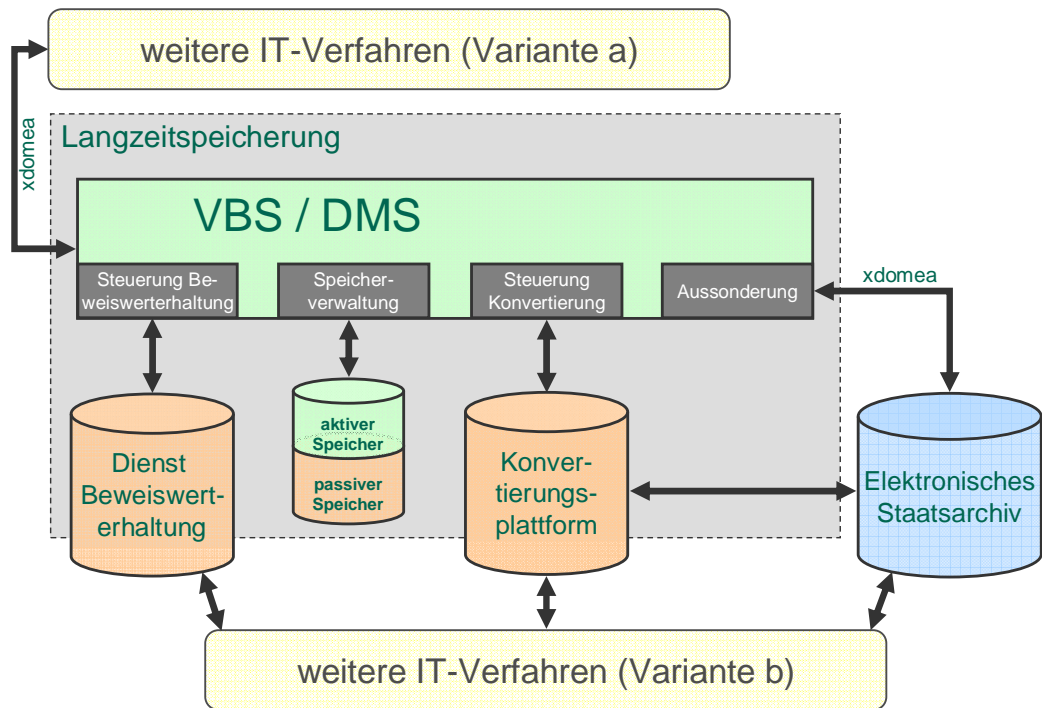 weitere IT-Verfahren (Variante a)
xdomea
Langzeitspeicherung
VBS / DMS
Steuerung Be-
weiswerterhaltung
Speicher-
verwaltung
Steuerung
Konvertierung
Aussonderung
xdomea
Dienst
Beweiswert-
erhaltung
aktiver
Speicher
passiver
Speicher
Konver-
tierungs-
plattform
Elektronisches
Staatsarchiv
weitere IT-Verfahren (Variante b)